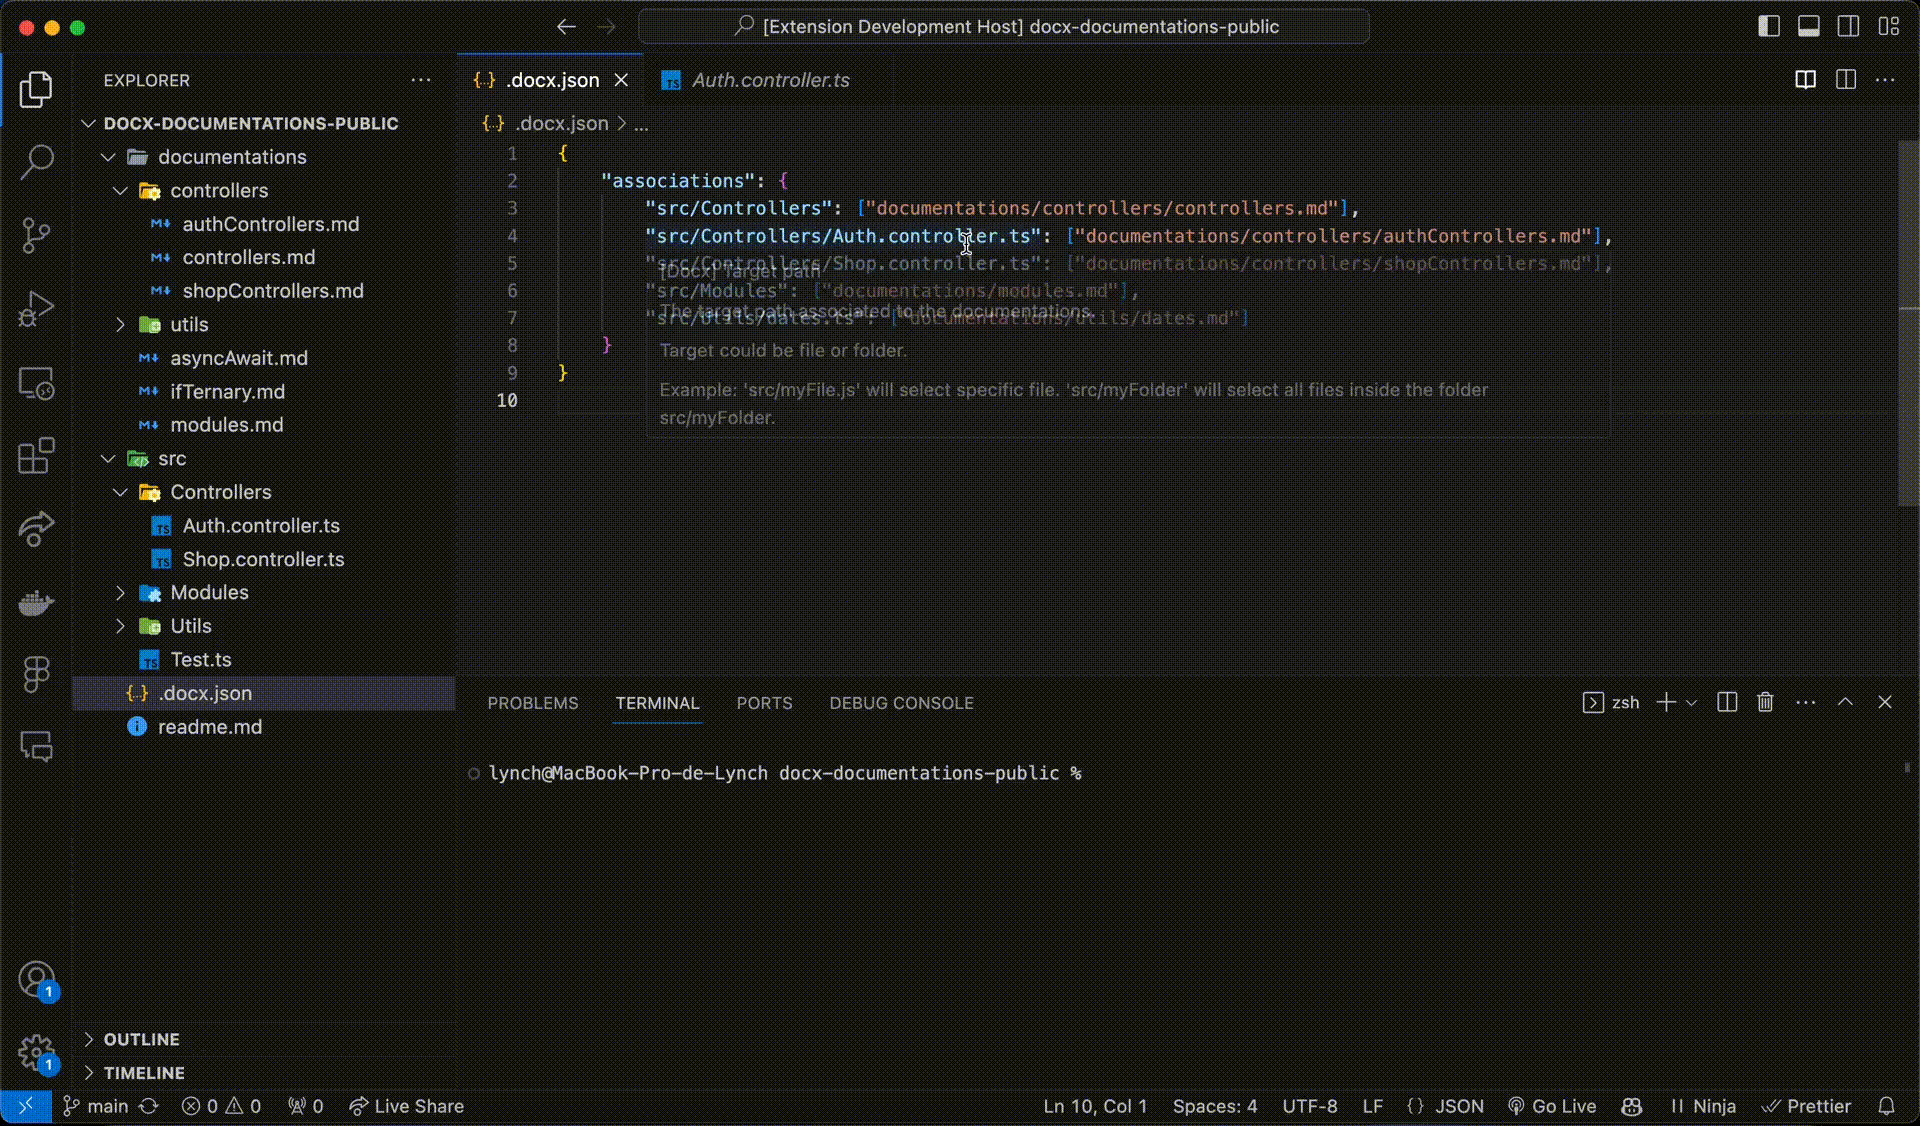 [Extension Development Host] docx-documentations-public
EXPLORER
DOCX-DOCUMENTATIONS-PUBLIC
documentations
controllers
authControllers.md
controllers.md
shopControllers.md
utils
asyncAwait.md
ifTernary.md
modules.md
src
Controllers
Auth.controller.ts
Shop.controller.ts
Modules
Utils
Test.ts
.docx.json
readme.md
OUTLINE
TIMELINE
.docx.json
Auth.controller.ts
.docx.json > ...
1 {
2 "associations": {
3 "src/Controllers": ["documentations/controllers/controllers.md"],
4 "src/Controllers/Auth.controller.ts": ["documentations/controllers/authControllers.md"],
5 "src/Controllers/Shop.controller.ts": ["documentations/controllers/shopControllers.md"],
6 "src/Modules": ["documentations/modules.md"],
7 "src/Utils/dates.ts": ["documentations/utils/dates.md"]
8 }
9 }
10
[Docx] Target path
The target path associated to the documentations.
Target could be file or folder.
Example: 'src/myFile.js' will select specific file. 'src/myFolder' will select all files inside the folder
src/myFolder.
PROBLEMS TERMINAL PORTS DEBUG CONSOLE
zsh
lynch@MacBook-Pro-de-Lynch docx-documentations-public %
1
1
main 0 0 0 Live Share
Ln 10, Col 1 Spaces: 4 UTF-8 LF {} JSON Go Live Ninja Prettier